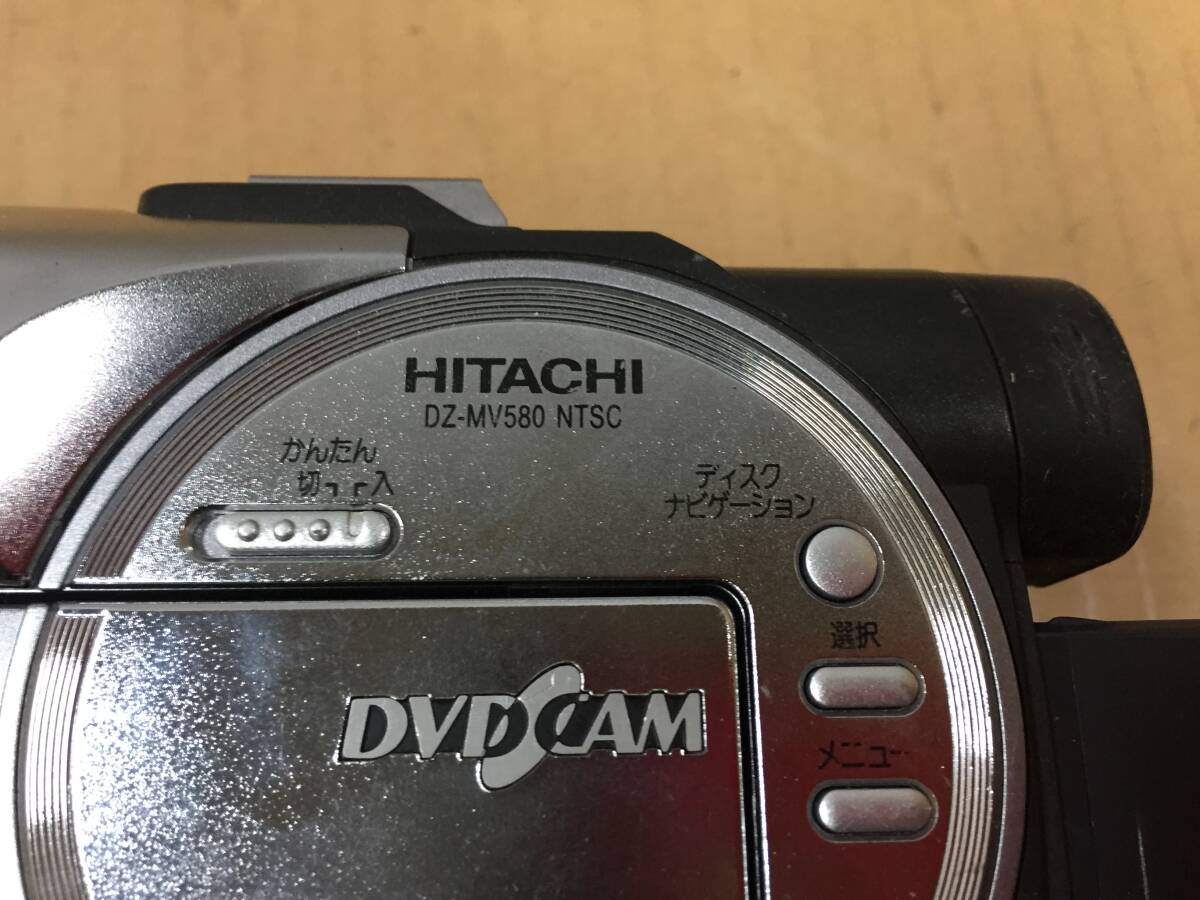 HITACHI
DZ-MV580 NTSC
かんたん
切 入
ディスク
ナビゲーション
選択
メニュー
DVDCAM